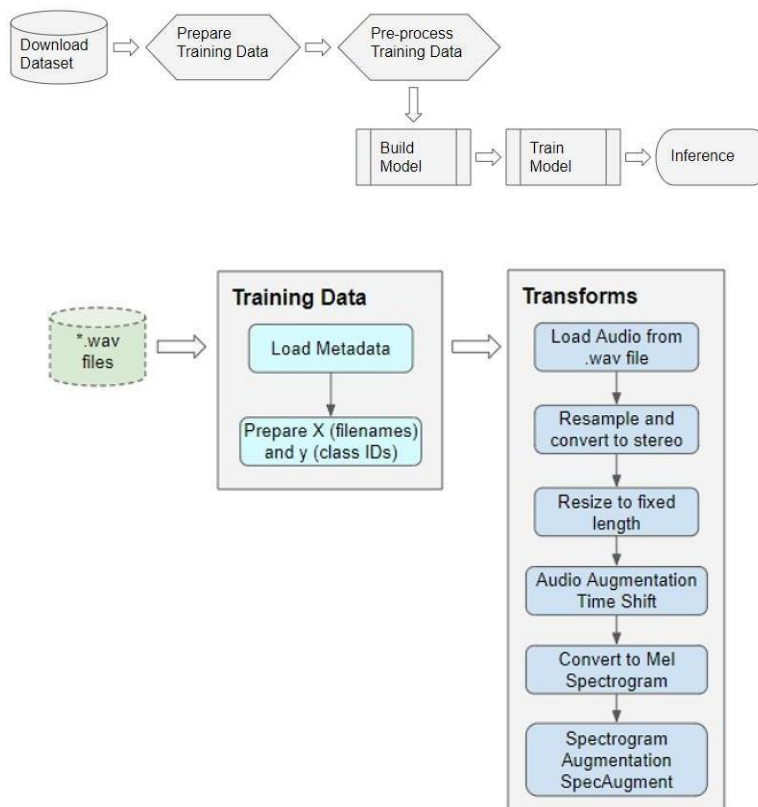 Download
Dataset
Prepare
Training Data
Pre-process
Training Data
Build
Model
Train
Model
Inference
*.wav
files
Training Data
Load Metadata
Prepare X (filenames)
and y (class IDs)
Transforms
Load Audio from
.wav file
Resample and
convert to stereo
Resize to fixed
length
Audio Augmentation
Time Shift
Convert to Mel
Spectrogram
Spectrogram
Augmentation
SpecAugment